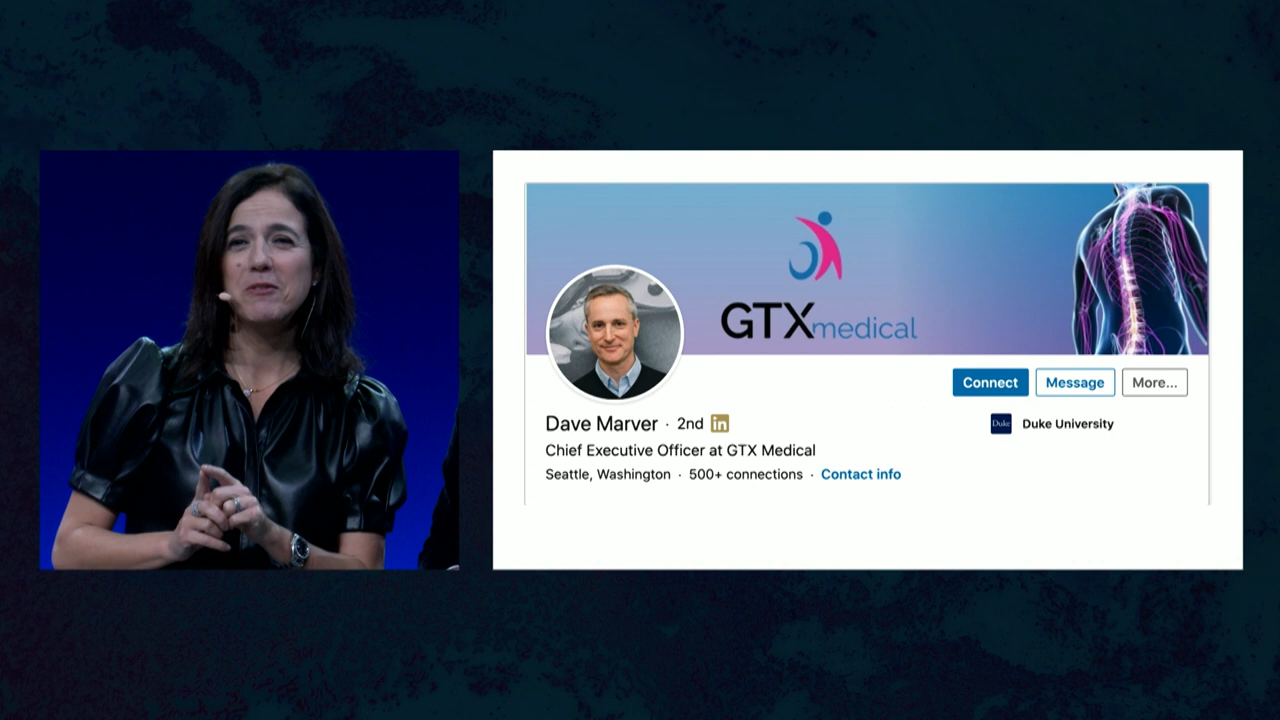 GTXmedical
Connect
Message
More...
Dave Marver · 2nd in
Duke
Duke University
Chief Executive Officer at GTX Medical
Seattle, Washington · 500+ connections · Contact info